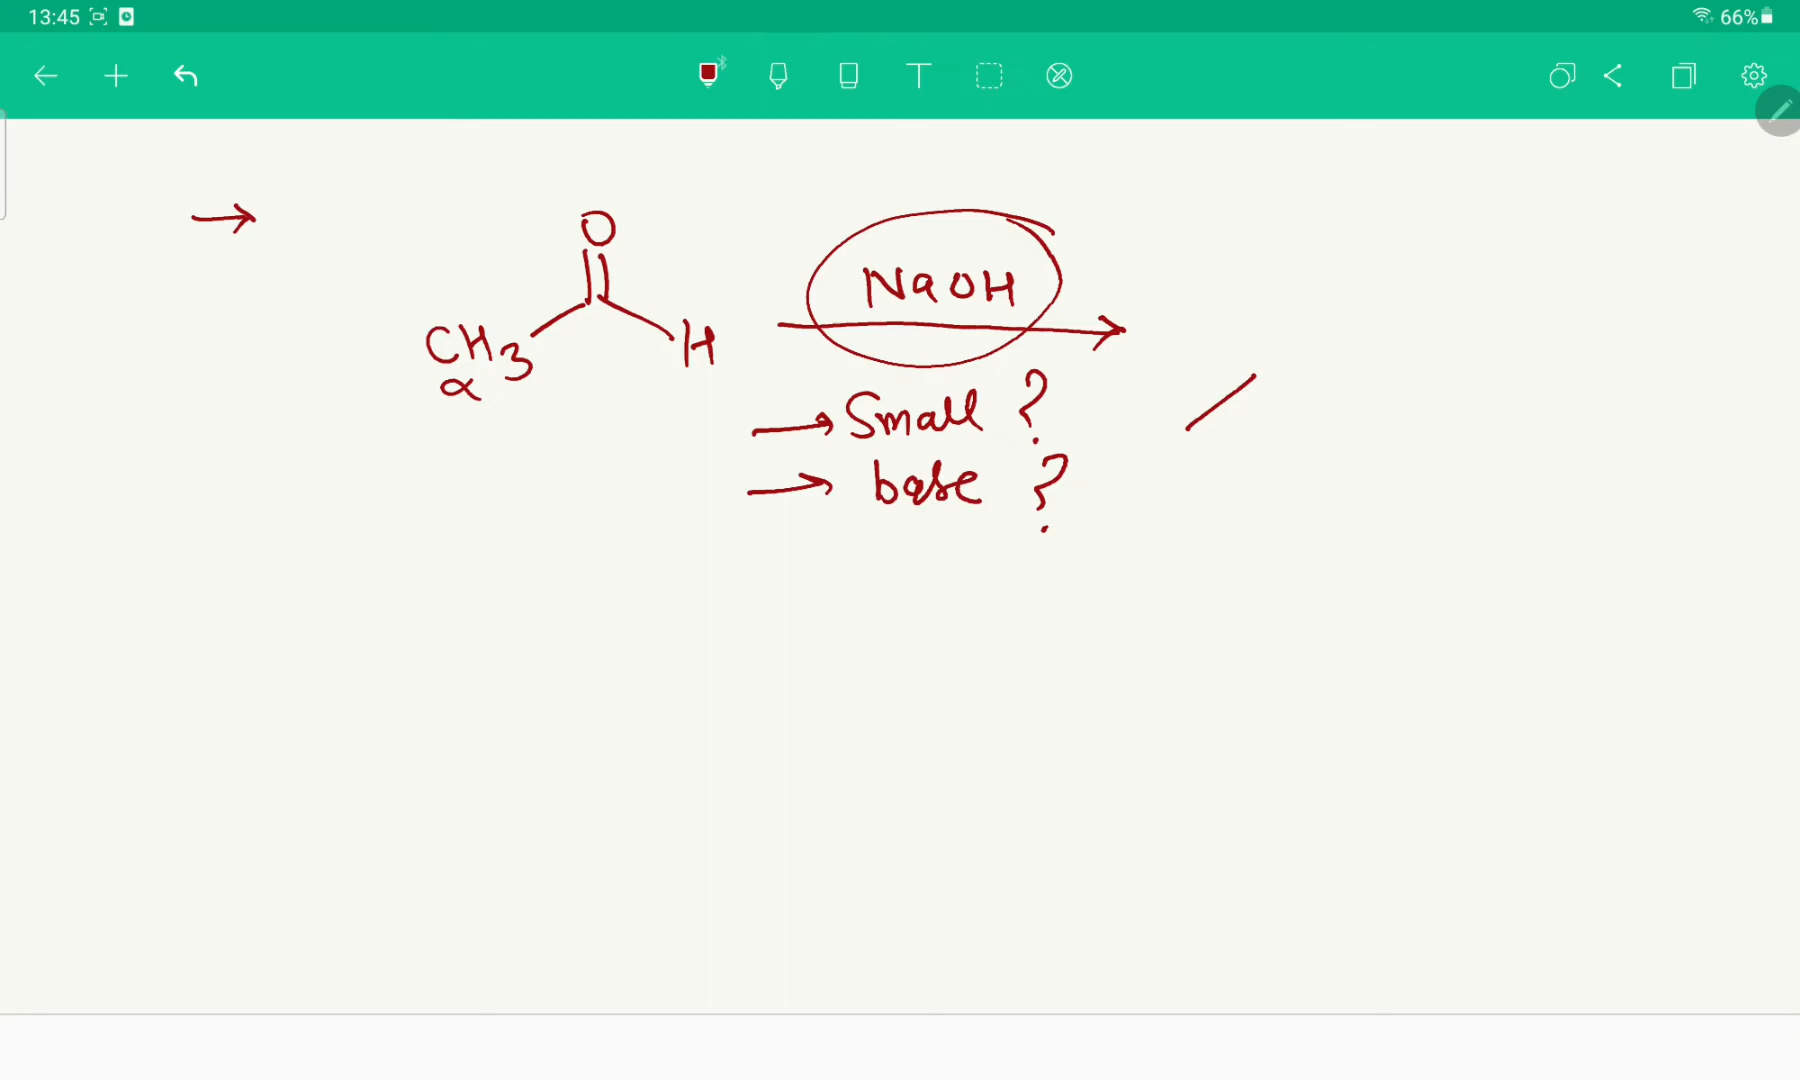 13:45 66%
T
→
O
NaOH
CH3 H
α
→ Small ?
→ base ?